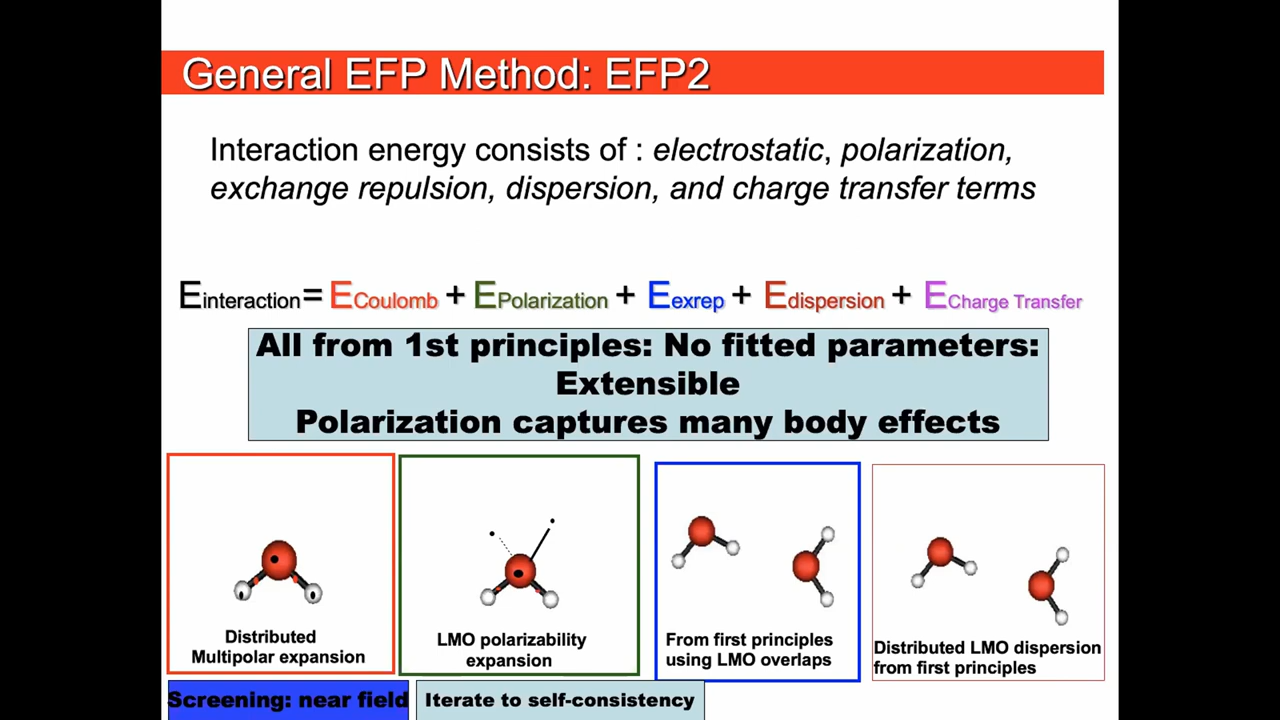 General EFP Method: EFP2
Interaction energy consists of : electrostatic, polarization,
exchange repulsion, dispersion, and charge transfer terms
Einteraction= ECoulomb + EPolarization + Eexrep + Edispersion + ECharge Transfer
All from 1st principles: No fitted parameters:
Extensible
Polarization captures many body effects
Distributed
Multipolar expansion
LMO polarizability
expansion
From first principles
using LMO overlaps
Distributed LMO dispersion
from first principles
Screening: near field
Iterate to self-consistency